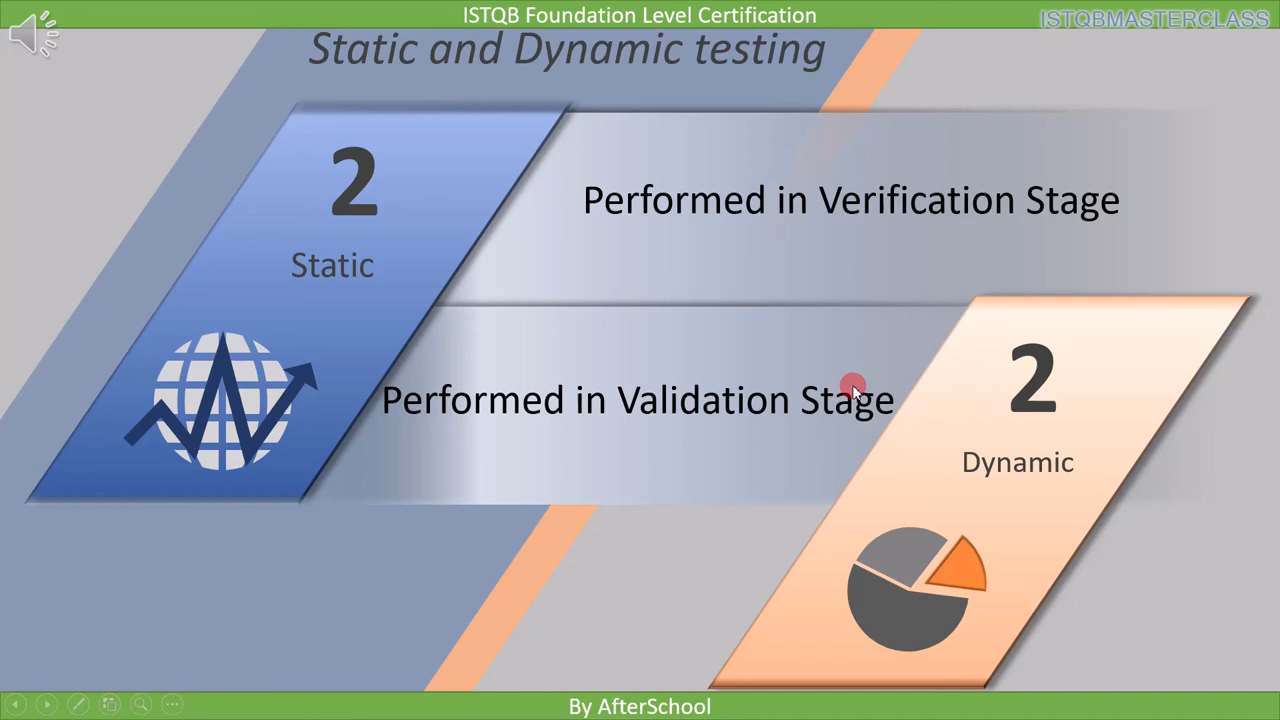 ISTQB Foundation Level Certification
ISTQBMASTERCLASS
Static and Dynamic testing
2
Static
Performed in Verification Stage
Performed in Validation Stage
2
Dynamic
By AfterSchool